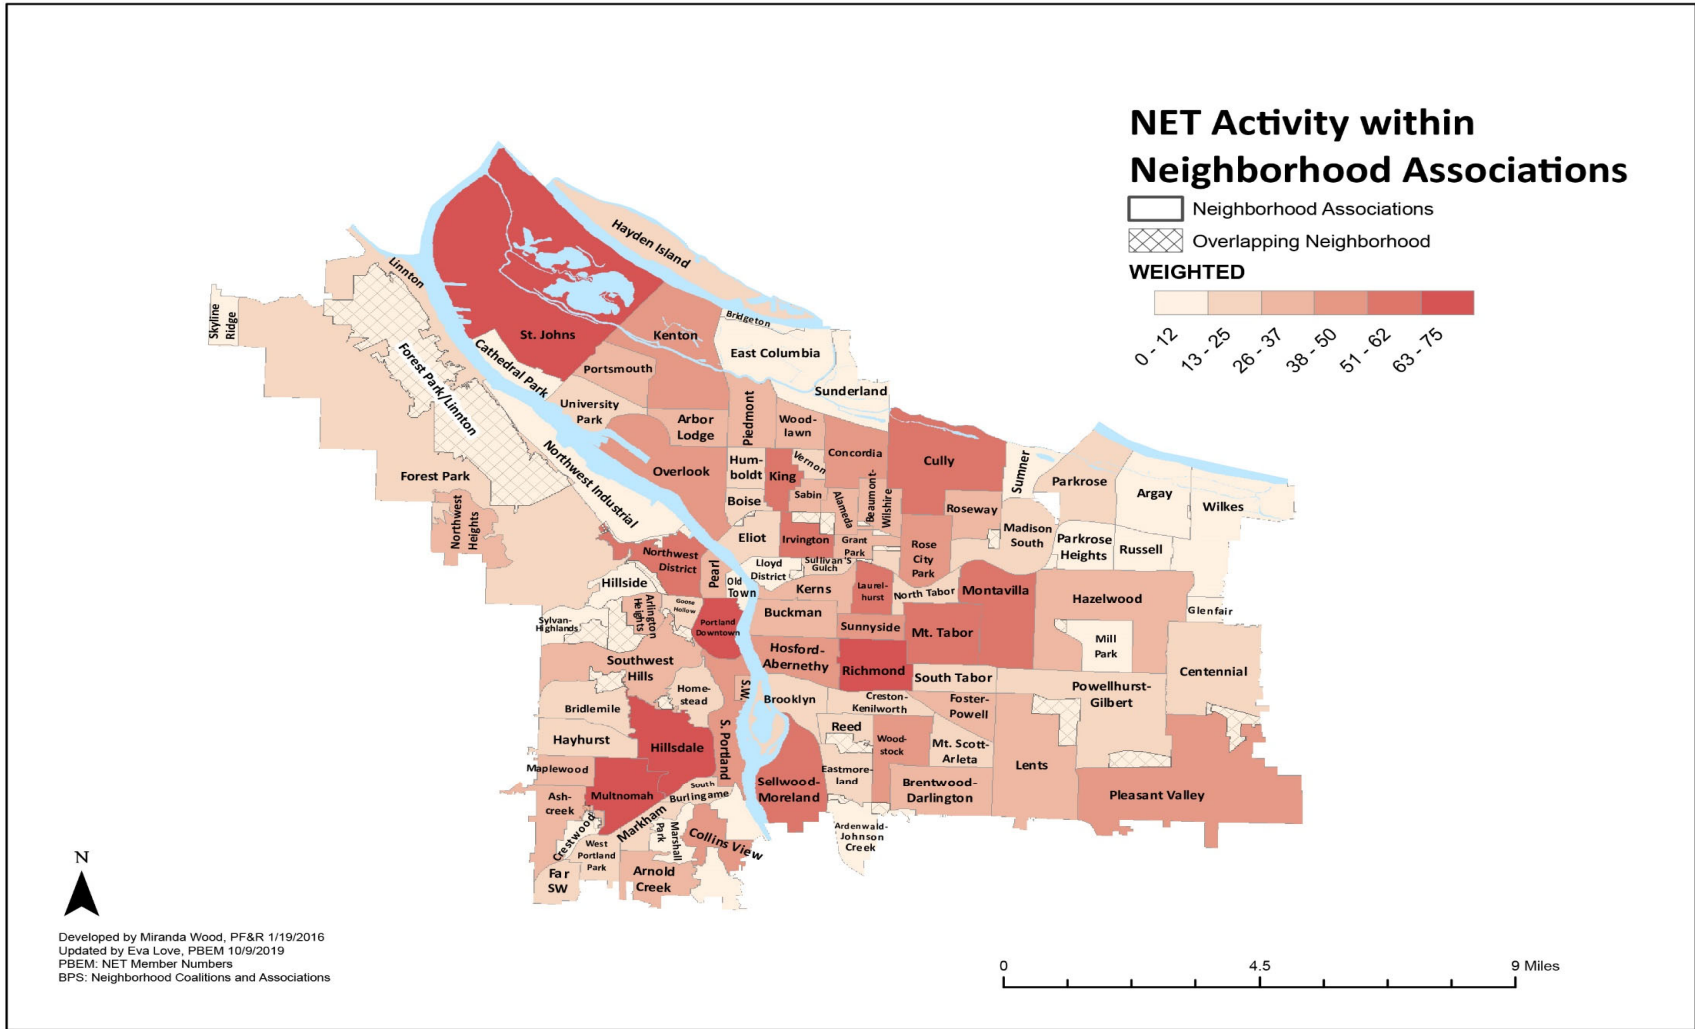 NET Activity within
Neighborhood Associations
Neighborhood Associations
Overlapping Neighborhood
WEIGHTED
0 - 12
13 - 25
26 - 37
38 - 50
51 - 62
63 - 75
Hayden Island
Linnton
Skyline
Ridge
St. Johns
Kenton
Bridgeton
East Columbia
Cathedral Park
Forest Park/Linnton
Portsmouth
Sunderland
University
Park
Arbor
Lodge
Piedmont
Wood-
lawn
Northwest Industrial
Overlook
Hum-
boldt
King
Vernon
Concordia
Cully
Sumner
Parkrose
Argay
Wilkes
Forest Park
Northwest
Heights
Boise
Sabin
Alameda
Beaumont-
Wilshire
Roseway
Madison
South
Parkrose
Heights
Russell
Eliot
Irvington
Grant
Park
Rose
City
Park
Northwest
District
Pearl
Old
Town
Lloyd
District
Sullivan'S
Gulch
Hillside
Kerns
Laurel-
hurst
North Tabor
Montavilla
Hazelwood
Glenfair
Arlington
Heights
Goose
Hollow
Sylvan-
Highlands
Portland
Downtown
Buckman
Sunnyside
Mt. Tabor
Mill
Park
Southwest
Hills
Hosford-
Abernethy
Richmond
South Tabor
Centennial
Home-
stead
S.W.
Brooklyn
Creston-
Kenilworth
Foster-
Powell
Powellhurst-
Gilbert
Bridlemile
Hayhurst
Hillsdale
S. Portland
Reed
Wood-
stock
Mt. Scott-
Arleta
Lents
Maplewood
Eastmore-
land
Brentwood-
Darlington
Pleasant Valley
Ash-
creek
Multnomah
South
Burlingame
Sellwood-
Moreland
Crestwood
Markham
Marshall
Park
Collins View
Ardenwald-
Johnson
Creek
West
Portland
Park
Far
SW
Arnold
Creek
N
Developed by Miranda Wood, PF&R 1/19/2016
Updated by Eva Love, PBEM 10/9/2019
PBEM: NET Member Numbers
BPS: Neighborhood Coalitions and Associations
0
4.5
9 Miles